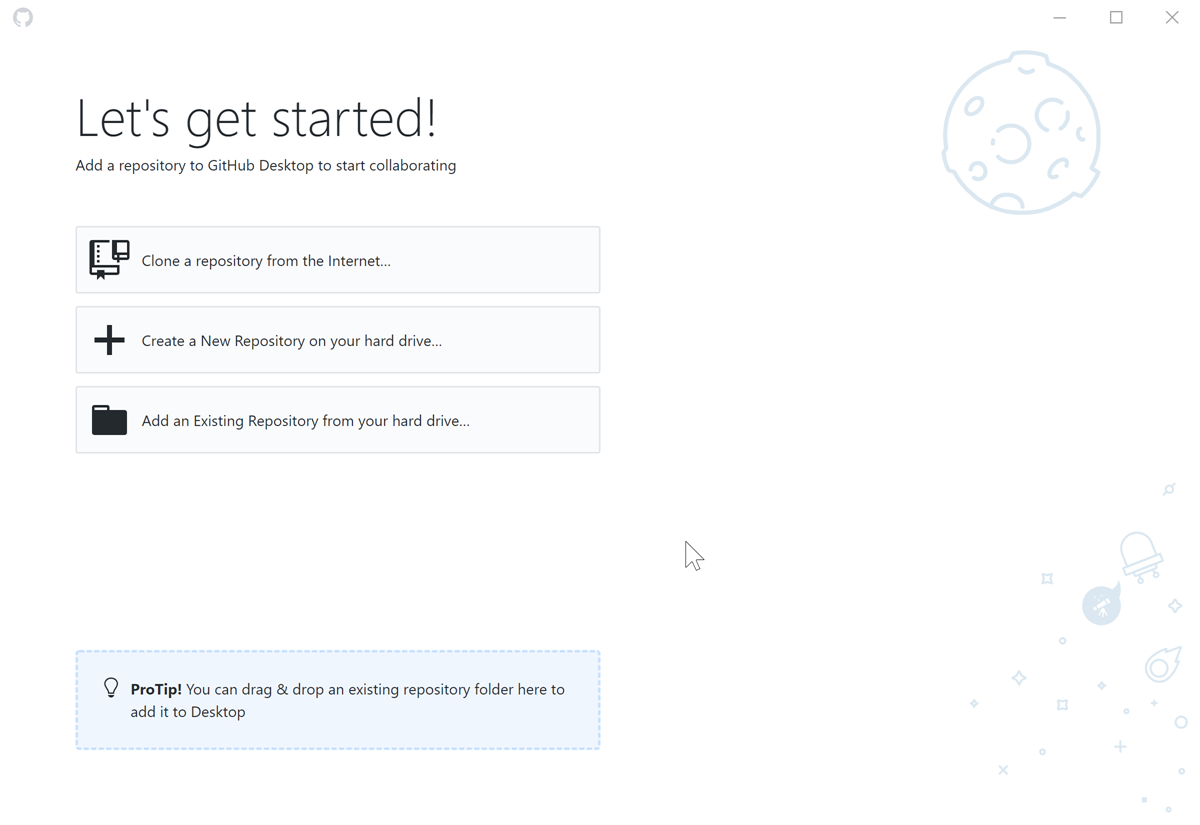 Let's get started!
Add a repository to GitHub Desktop to start collaborating
Clone a repository from the Internet...
Create a New Repository on your hard drive...
Add an Existing Repository from your hard drive...
ProTip! You can drag & drop an existing repository folder here to
add it to Desktop